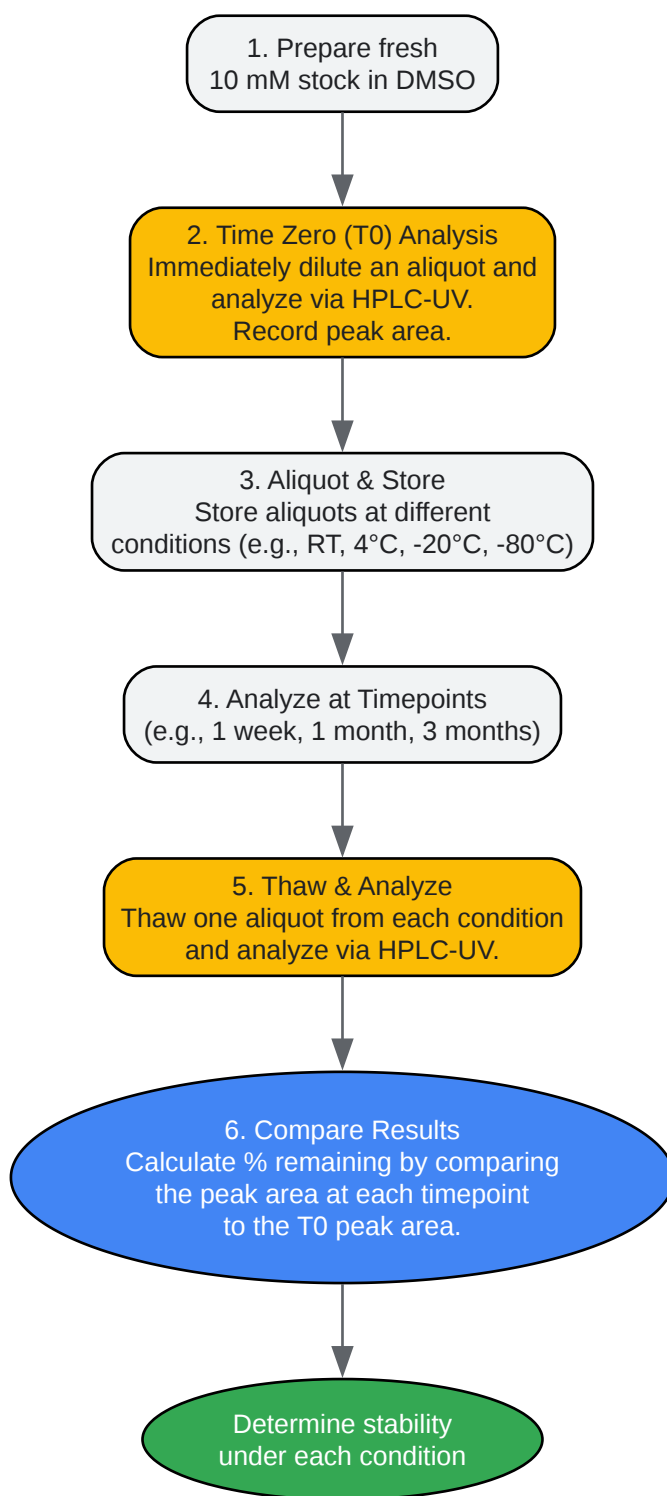 1. Prepare fresh
10 mM stock in DMSO
2. Time Zero (T0) Analysis
Immediately dilute an aliquot and
analyze via HPLC-UV.
Record peak area.
3. Aliquot & Store
Store aliquots at different
conditions (e.g., RT, 4°C, -20°C, -80°C)
4. Analyze at Timepoints
(e.g., 1 week, 1 month, 3 months)
5. Thaw & Analyze
Thaw one aliquot from each condition
and analyze via HPLC-UV.
6. Compare Results
Calculate % remaining by comparing
the peak area at each timepoint
to the T0 peak area.
Determine stability
under each condition